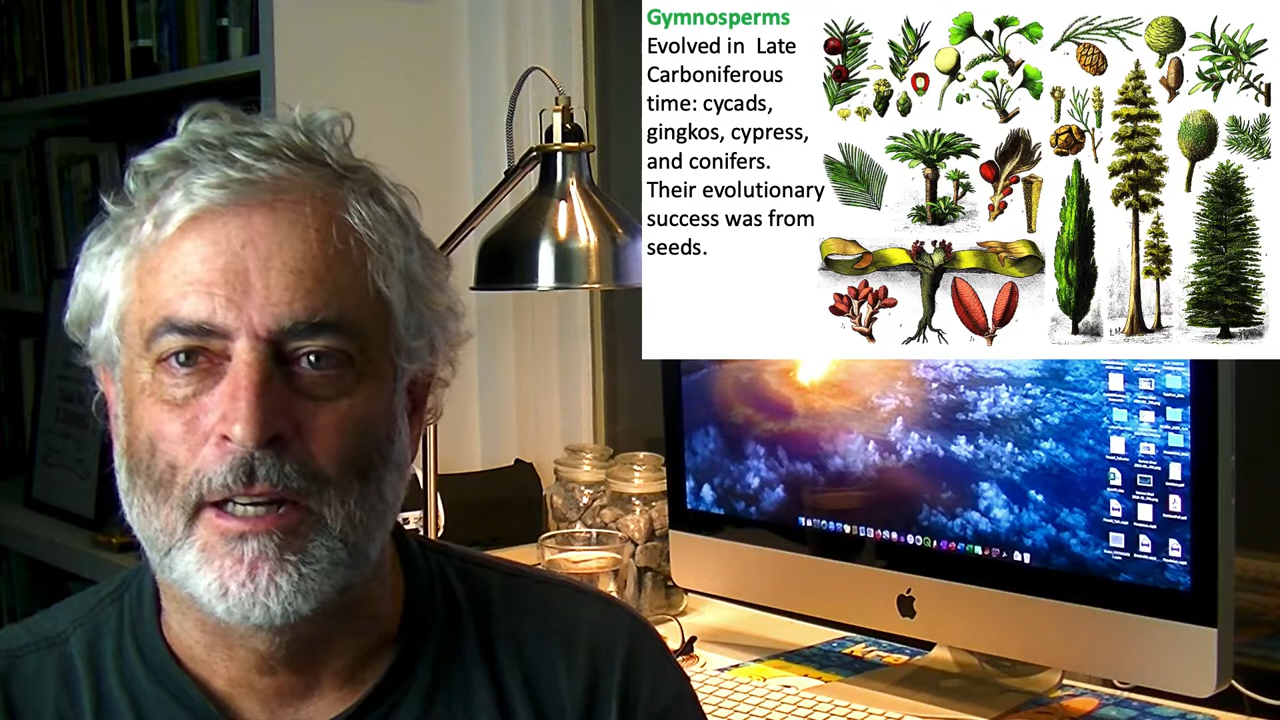 Gymnosperms
Evolved in  Late
Carboniferous
time: cycads,
gingkos, cypress,
and conifers.
Their evolutionary
success was from
seeds.